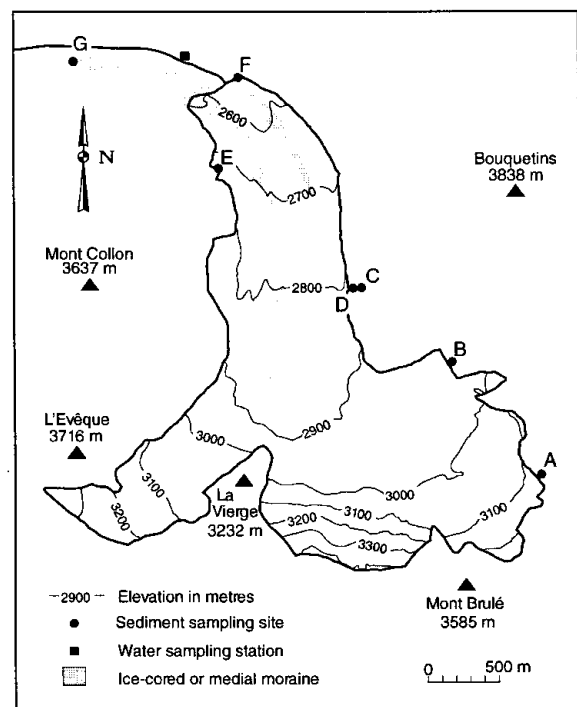 G
F
2600
N
E
Bouquetins
3838 m
2700
Mont Collon
3637 m
2800
C
D
B
L'Evêque
3716 m
2900
3000
A
3100
La
Vierge
3232 m
3000
3100
3200
3100
3200
3300
Mont Brulé
3585 m
2900 Elevation in metres
Sediment sampling site
Water sampling station
Ice-cored or medial moraine
0 500 m